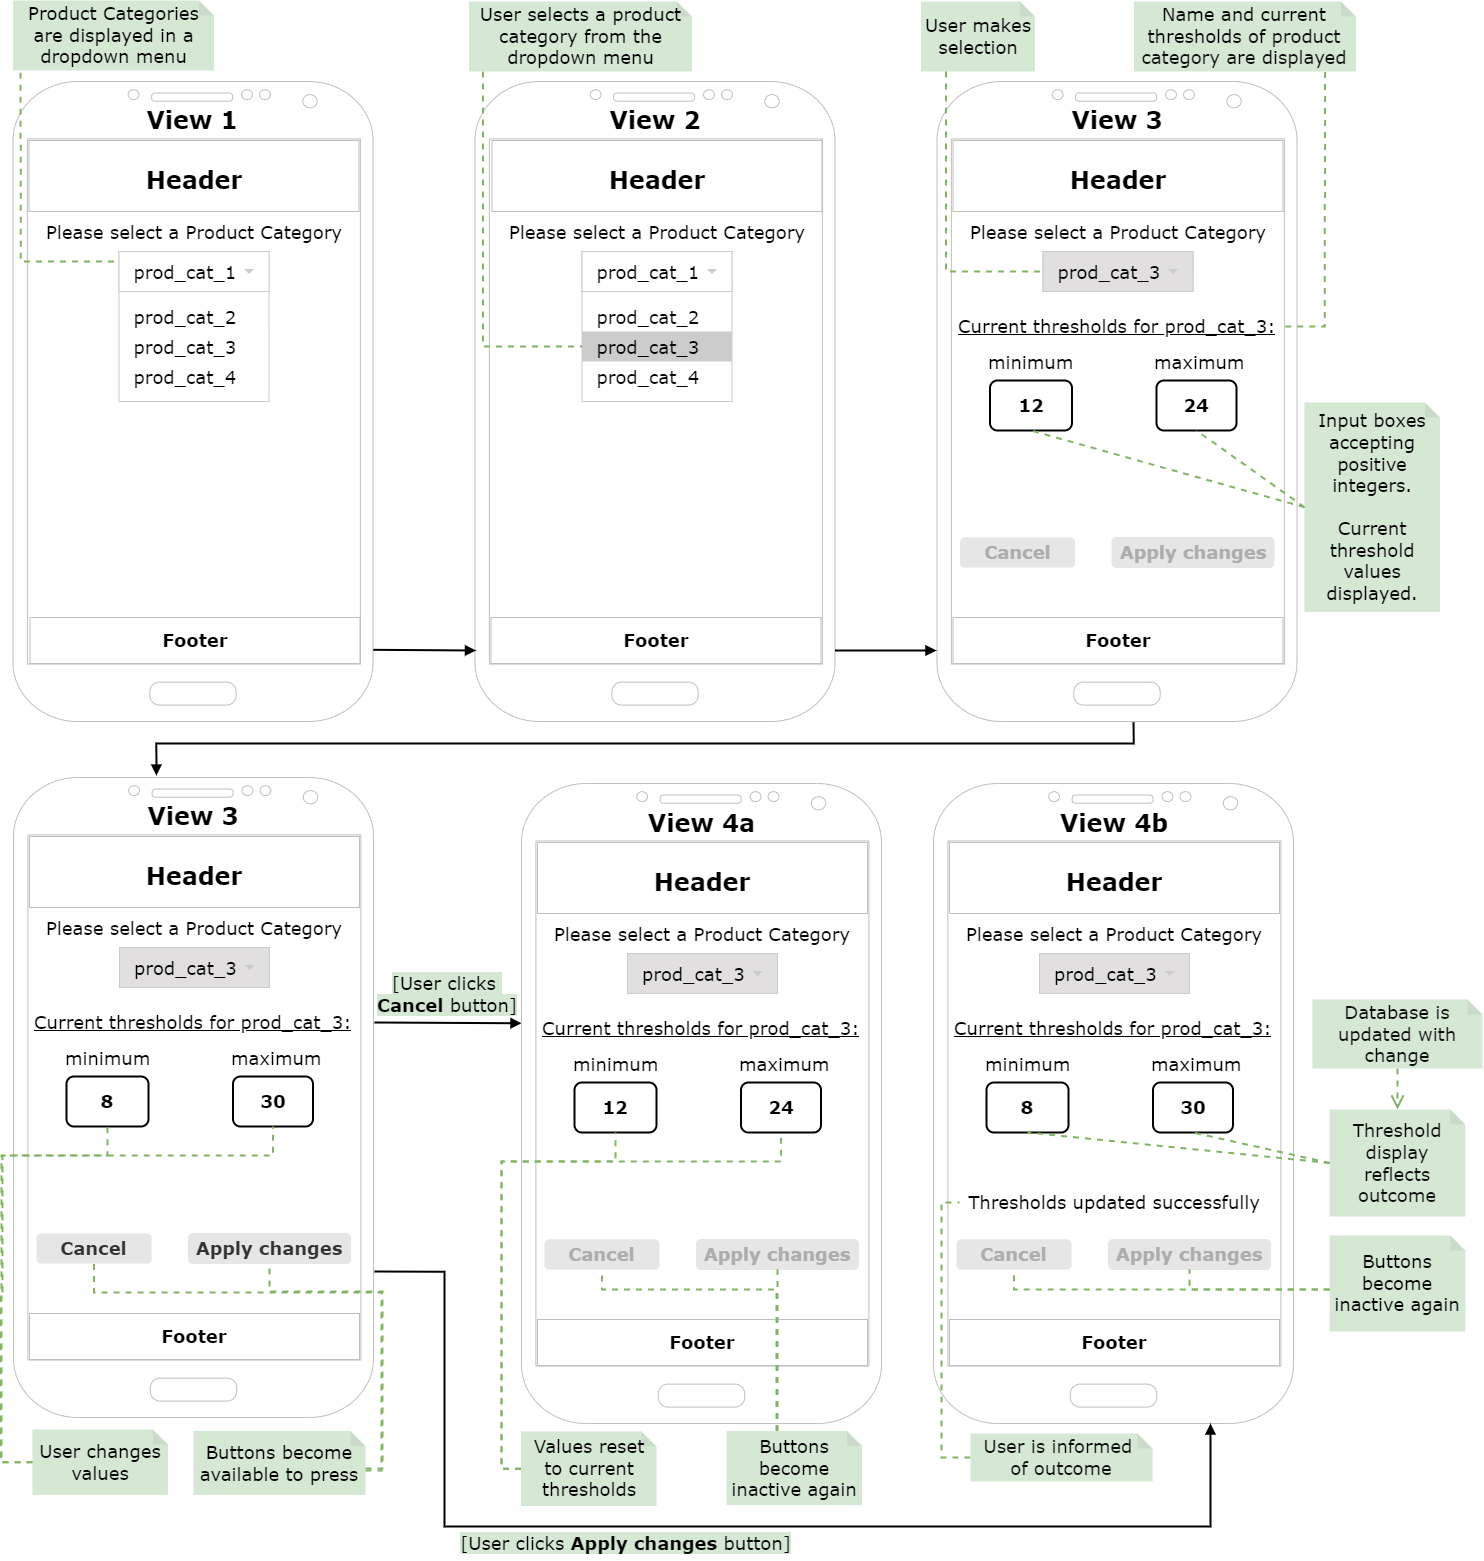 Product Categories
are displayed in a
dropdown menu
User selects a product
category from the
dropdown menu
User makes
selection
Name and current
thresholds of product
category are displayed
View 1
Header
Please select a Product Category
prod_cat_1
prod_cat_2
prod_cat_3
prod_cat_4
Footer
View 2
Header
Please select a Product Category
prod_cat_1
prod_cat_2
prod_cat_3
prod_cat_4
Footer
View 3
Header
Please select a Product Category
prod_cat_3
Current thresholds for prod_cat_3:
minimum maximum
12 24
Cancel Apply changes
Footer
Input boxes
accepting
positive
integers.
Current
threshold
values
displayed.
View 3
Header
Please select a Product Category
prod_cat_3
Current thresholds for prod_cat_3:
minimum maximum
8 30
Cancel Apply changes
Footer
User changes
values
Buttons become
available to press
[User clicks
Cancel button]
View 4a
Header
Please select a Product Category
prod_cat_3
Current thresholds for prod_cat_3:
minimum maximum
12 24
Cancel Apply changes
Footer
Values reset
to current
thresholds
Buttons
become
inactive again
View 4b
Header
Please select a Product Category
prod_cat_3
Current thresholds for prod_cat_3:
minimum maximum
8 30
Thresholds updated successfully
Cancel Apply changes
Footer
Database is
updated with
change
Threshold
display
reflects
outcome
Buttons
become
inactive again
User is informed
of outcome
[User clicks Apply changes button]